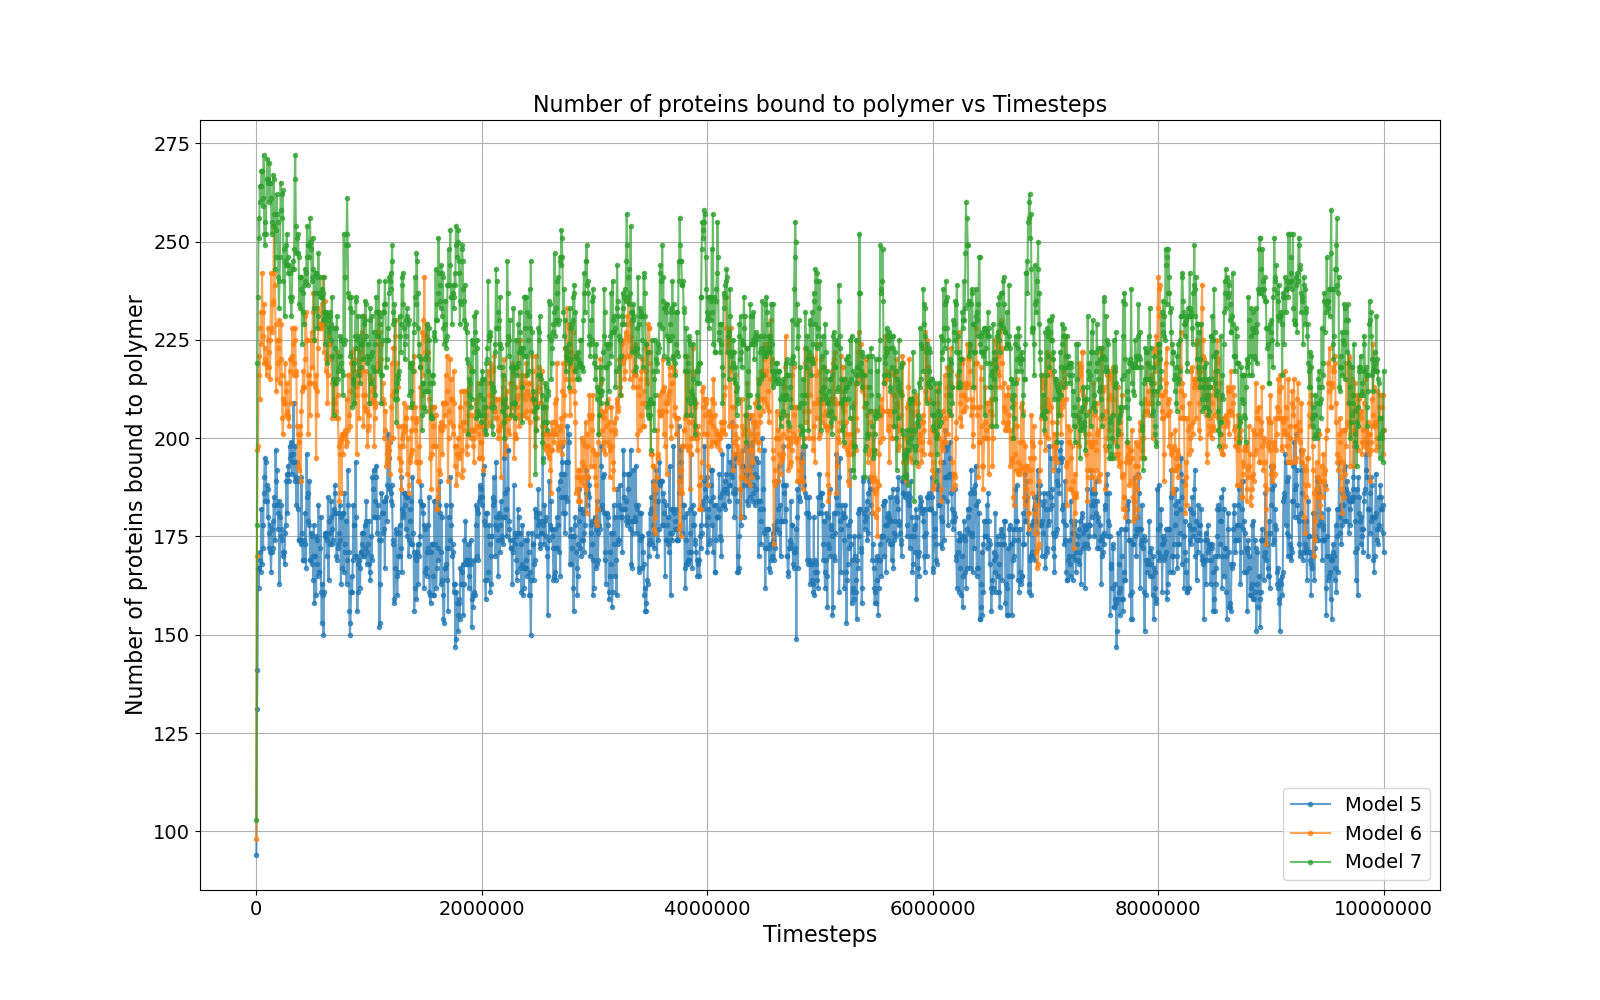 Number of proteins bound to polymer vs Timesteps
Number of proteins bound to polymer
275
250
225
200
175
150
125
100
Model 5
Model 6
Model 7
0
2000000
4000000
6000000
8000000
10000000
Timesteps